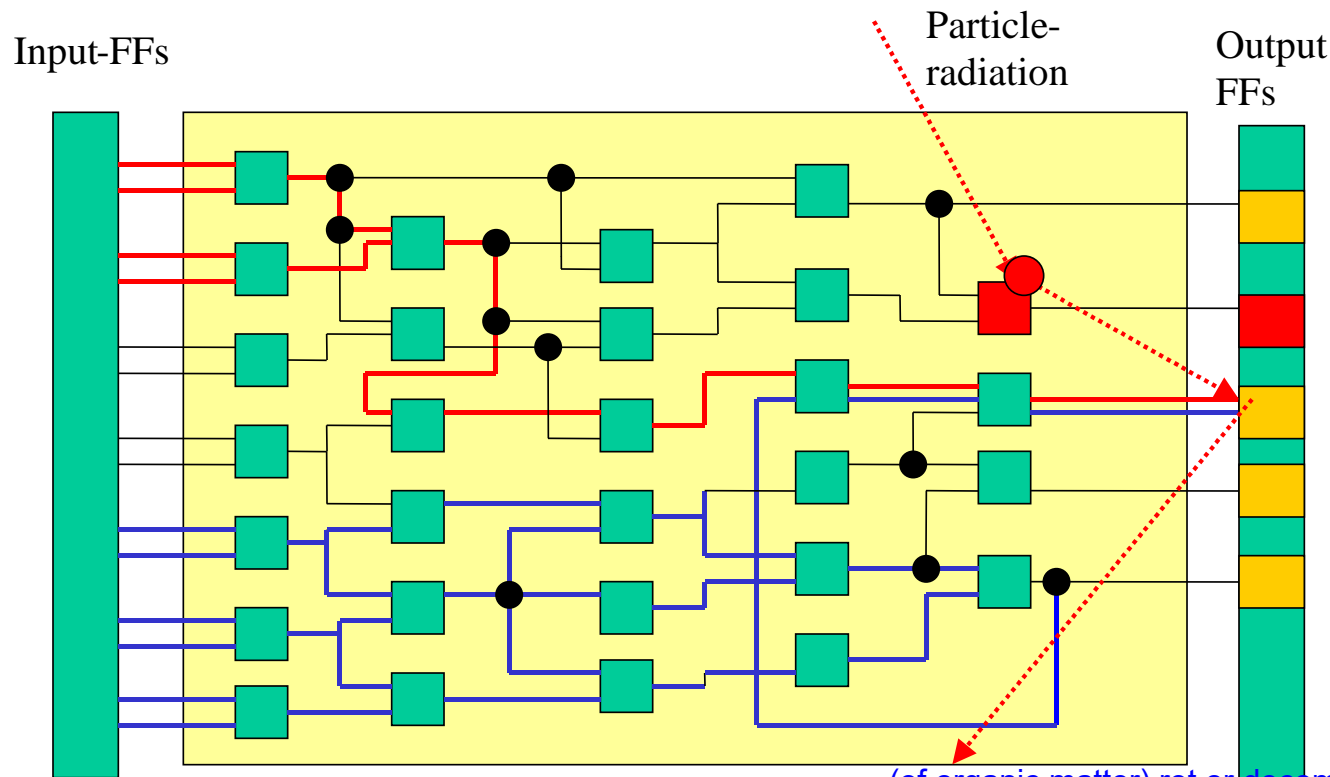 Input-FFs
Particle-
radiation
Output
FFs
(of organic matter) rot or